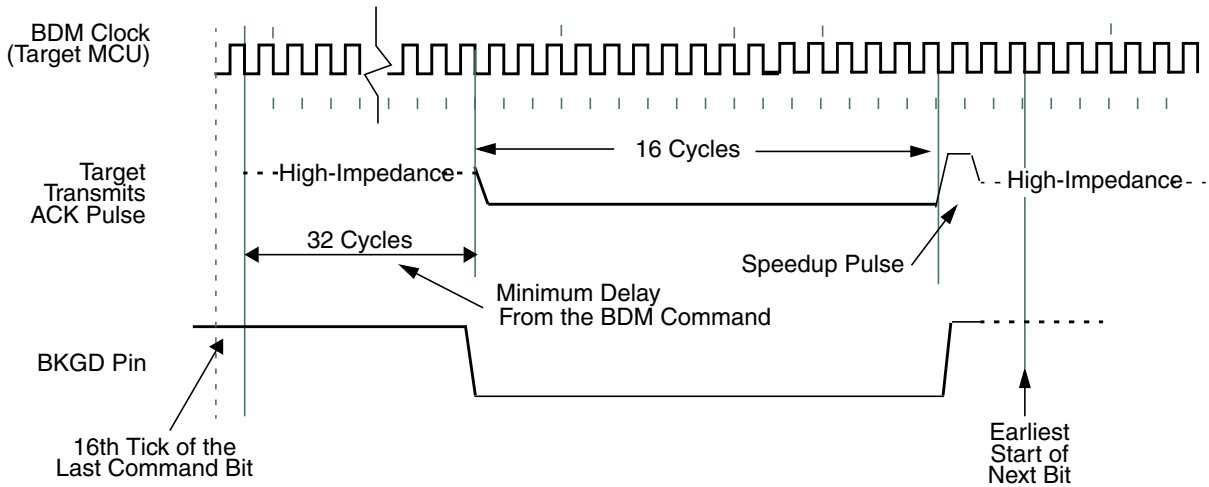 BDM Clock
(Target MCU)
16 Cycles
Target
Transmits
ACK Pulse
High-Impedance
High-Impedance
32 Cycles
Speedup Pulse
Minimum Delay
From the BDM Command
BKGD Pin
16th Tick of the
Last Command Bit
Earliest
Start of
Next Bit